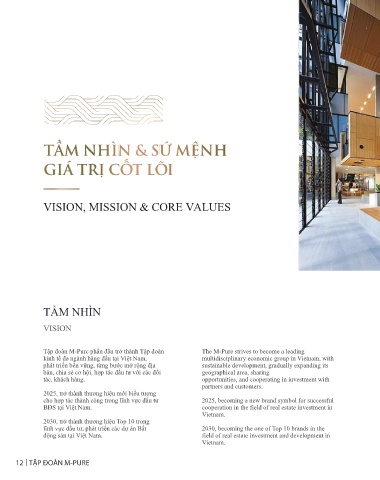 TẦM NHÌN & SỨ MỆNH
GIÁ TRỊ CỐT LÕI
VISION, MISSION & CORE VALUES
TẦM NHÌN
VISION
Tập đoàn M-Pure phấn đấu trở thành Tập đoàn
kinh tế đa ngành hàng đầu tại Việt Nam,
phát triển bền vững, từng bước mở rộng địa
bàn, chia sẻ cơ hội, hợp tác đầu tư với các đối
tác, khách hàng.
2025, trở thành thương hiệu mới biểu tượng
cho hợp tác thành công trong lĩnh vực đầu tư
BĐS tại Việt Nam.
2030, trở thành thương hiệu Top 10 trong
lĩnh vực đầu tư, phát triển các dự án Bất
động sản tại Việt Nam.
The M-Pure strives to become a leading
multidisciplinary economic group in Vietnam, with
sustainable development, gradually expanding its
geographical area, sharing
opportunities, and cooperating in investment with
partners and customers.
2025, becoming a new brand symbol for successful
cooperation in the field of real estate investment in
Vietnam.
2030, becoming the one of Top 10 brands in the
field of real estate investment and development in
Vietnam.
12 | TẬP ĐOÀN M-PURE